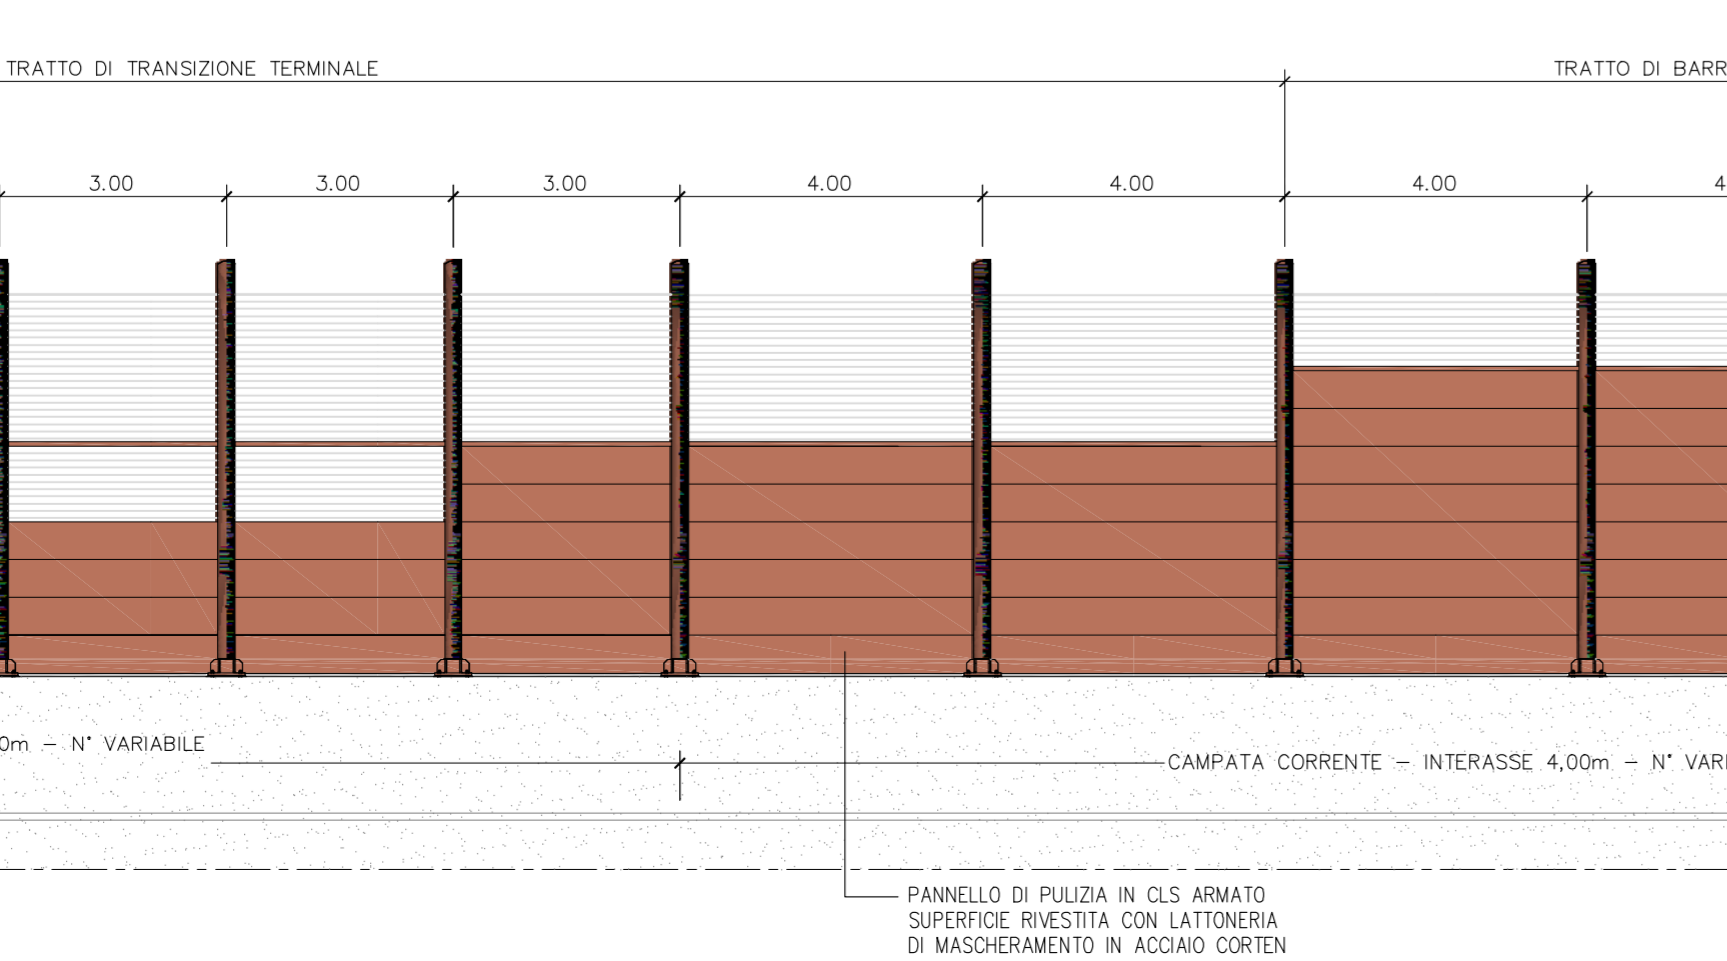 TRATTO DI TRANSIZIONE TERMINALE
TRATTO DI BARR
3.00 3.00 3.00 4.00 4.00 4.00 4
0m – N° VARIABILE
CAMPATA CORRENTE – INTERASSE 4,00m – N° VARI
PANNELLO DI PULIZIA IN CLS ARMATO
SUPERFICIE RIVESTITA CON LATTONERIA
DI MASCHERAMENTO IN ACCIAIO CORTEN